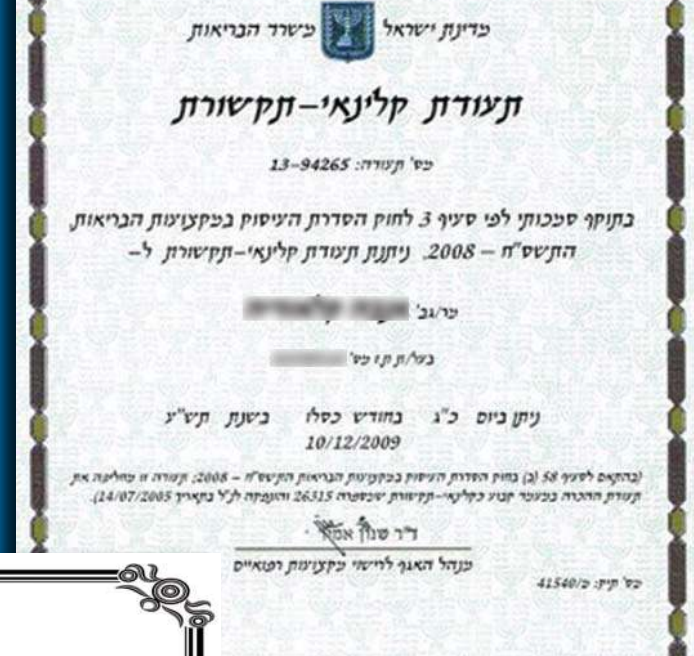 מדינת ישראל משרד הבריאות
תעודת קלינאי-תקשורת
מס' תעודה: 13-94265
בתוקף סמכותי לפי סעיף 3 לחוק הסדרת העיסוק במקצועות הבריאות,
התשס"ח – 2008, ניתנת תעודת קלינאי-תקשורת ל-
מר/גב'
בעל/ת ת.ז מס'
ניתן ביום כ"ג בחודש כסלו בשנת תש"ע
10/12/2009
(בהתאם לסעיף 58 (ב) בחוק הסדרת העיסוק במקצועות הבריאות התשס"ח – 2008; תעודה זו מחליפה את
תעודת ההכרה במעמד קבוע כקלינאי-תקשורת שמספרה 26315 והונפקה לנ"ל בתאריך 14/07/2005).
ד"ר
מנהל האגף לרישוי מקצועות רפואיים
מס' תיק: 41540/מ